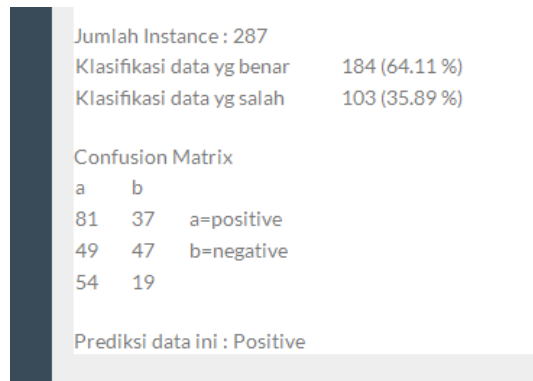 Jumlah Instance : 287
Klasifikasi data yg benar 184 (64.11 %)
Klasifikasi data yg salah 103 (35.89 %)
Confusion Matrix
a b
81 37 a=positive
49 47 b=negative
54 19
Prediksi data ini : Positive